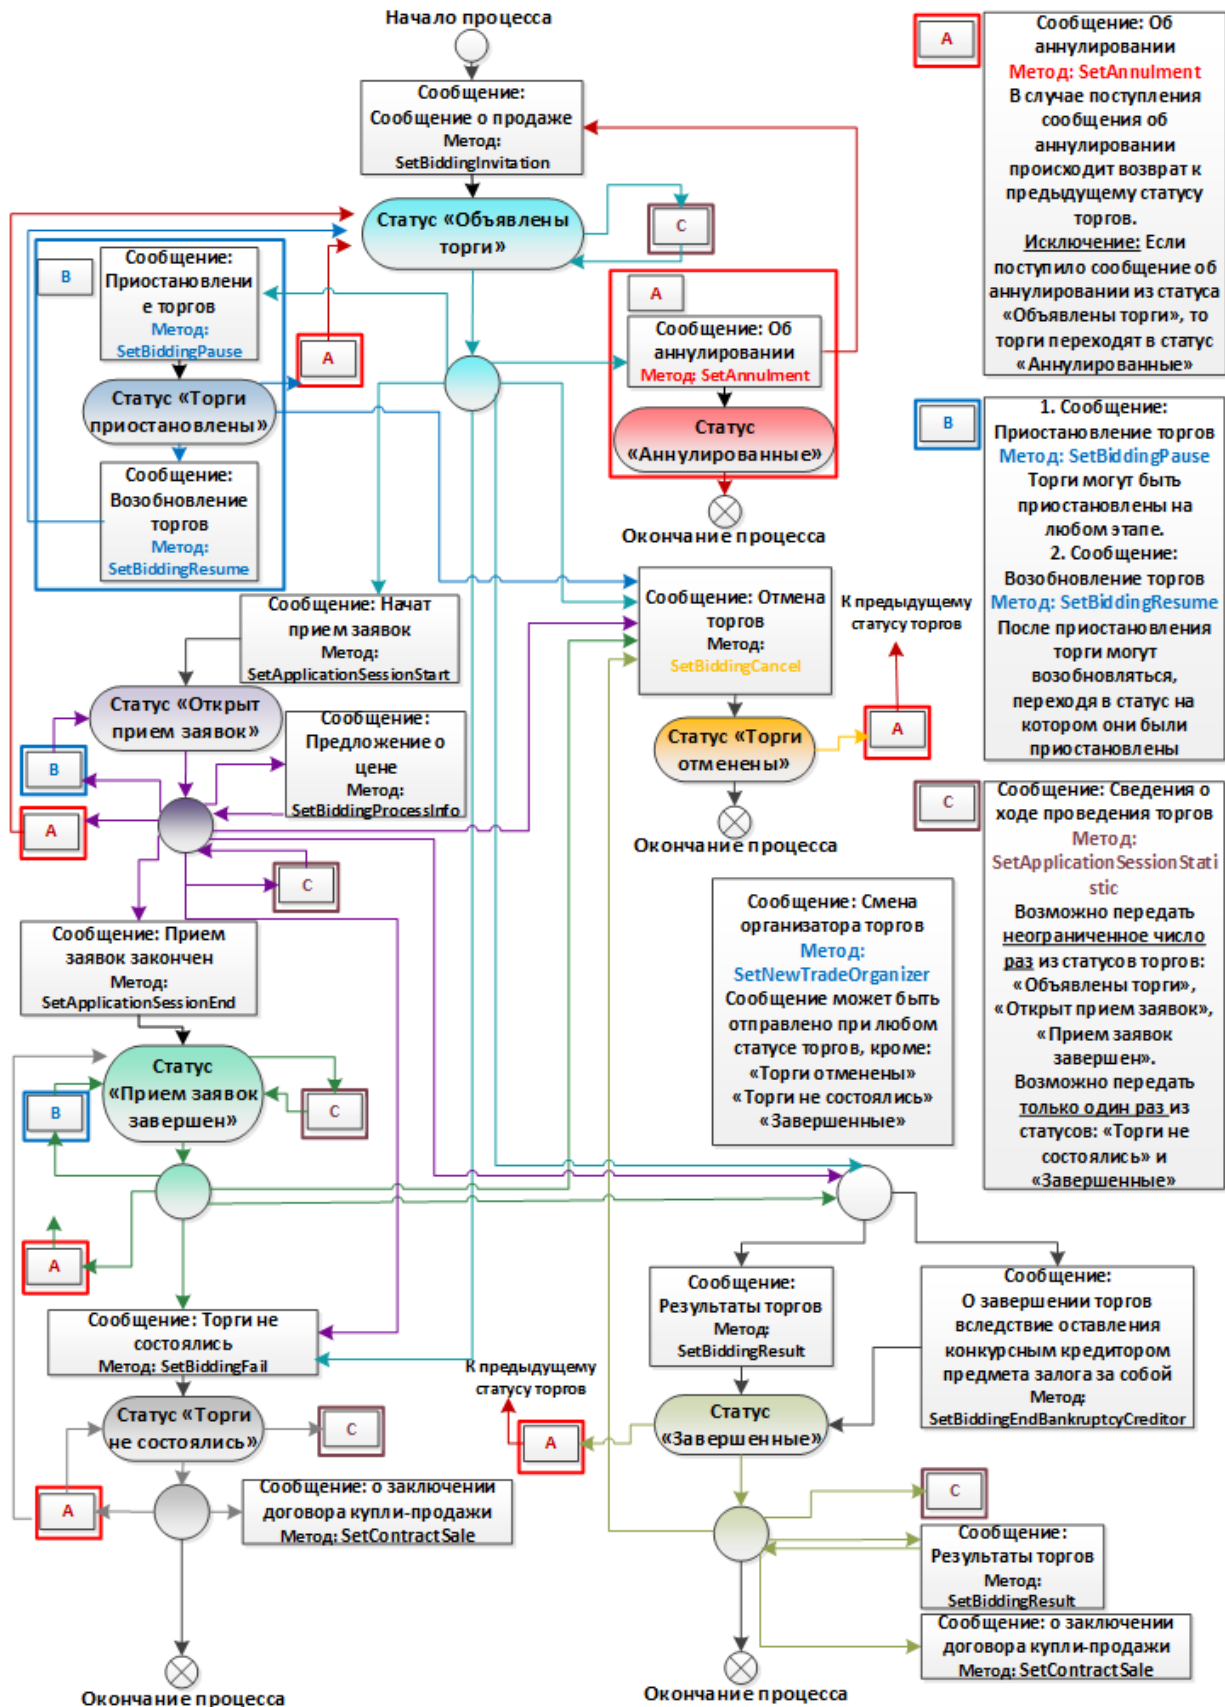 Начало процесса
Сообщение:
Сообщение о продаже
Метод:
SetBiddingInvitation
Статус «Объявлены
торги»
C
B
Сообщение:
Приостановлени
е торгов
Метод:
SetBiddingPause
A
Статус «Торги
приостановлены»
Сообщение:
Возобновление
торгов
Метод:
SetBiddingResume
A
Сообщение: Об
аннулировании
Метод: SetAnnulment
Статус
«Аннулированные»
Окончание процесса
Сообщение: Начат
прием заявок
Метод:
SetApplicationSessionStart
Сообщение: Отмена
торгов
Метод:
SetBiddingCancel
К предыдущему
статусу торгов
A
Статус «Торги
отменены»
Окончание процесса
Статус «Открыт
прием заявок»
B
A
Сообщение:
Предложение о
цене
Метод:
SetBiddingProcessInfo
C
Сообщение: Прием
заявок закончен
Метод:
SetApplicationSessionEnd
Сообщение: Смена
организатора торгов
Метод:
SetNewTradeOrganizer
Сообщение может быть
отправлено при любом
статусе торгов, кроме:
«Торги отменены»
«Торги не состоялись»
«Завершенные»
Статус
«Прием заявок
завершен»
B
C
A
Сообщение: Торги не
состоялись
Метод: SetBiddingFail
Статус «Торги
не состоялись»
C
A
Сообщение: о заключении
договора купли-продажи
Метод: SetContractSale
Окончание процесса
Сообщение:
Результаты торгов
Метод:
SetBiddingResult
Сообщение:
О завершении торгов
вследствие оставления
конкурсным кредитором
предмета залога за собой
Метод:
SetBiddingEndBankruptcyCreditor
К предыдущему
статусу торгов
A
Статус
«Завершенные»
C
Сообщение:
Результаты торгов
Метод:
SetBiddingResult
Сообщение: о заключении
договора купли-продажи
Метод: SetContractSale
Окончание процесса
A
Сообщение: Об
аннулировании
Метод: SetAnnulment
В случае поступления
сообщения об
аннулировании
происходит возврат к
предыдущему статусу
торгов.
Исключение: Если
поступило сообщение об
аннулировании из статуса
«Объявлены торги», то
торги переходят в статус
«Аннулированные»
B
1. Сообщение:
Приостановление торгов
Метод: SetBiddingPause
Торги могут быть
приостановлены на
любом этапе.
2. Сообщение:
Возобновление торгов
Метод: SetBiddingResume
После приостановления
торги могут
возобновляться,
переходя в статус на
котором они были
приостановлены
C
Сообщение: Сведения о
ходе проведения торгов
Метод:
SetApplicationSessionStati
stic
Возможно передать
неограниченное число
раз из статусов торгов:
«Объявлены торги»,
«Открыт прием заявок»,
«Прием заявок
завершен».
Возможно передать
только один раз из
статусов: «Торги не
состоялись» и
«Завершенные»